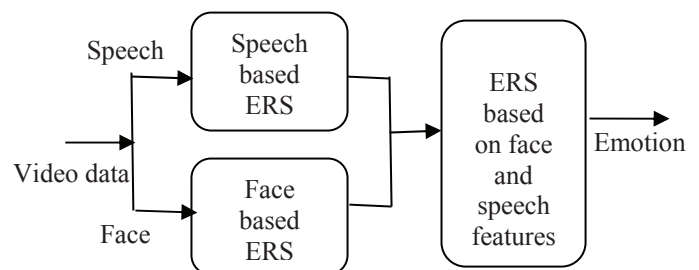 Speech
Speech
based
ERS
Video data
Face
Face
based
ERS
ERS
based
on face
and
speech
features
Emotion